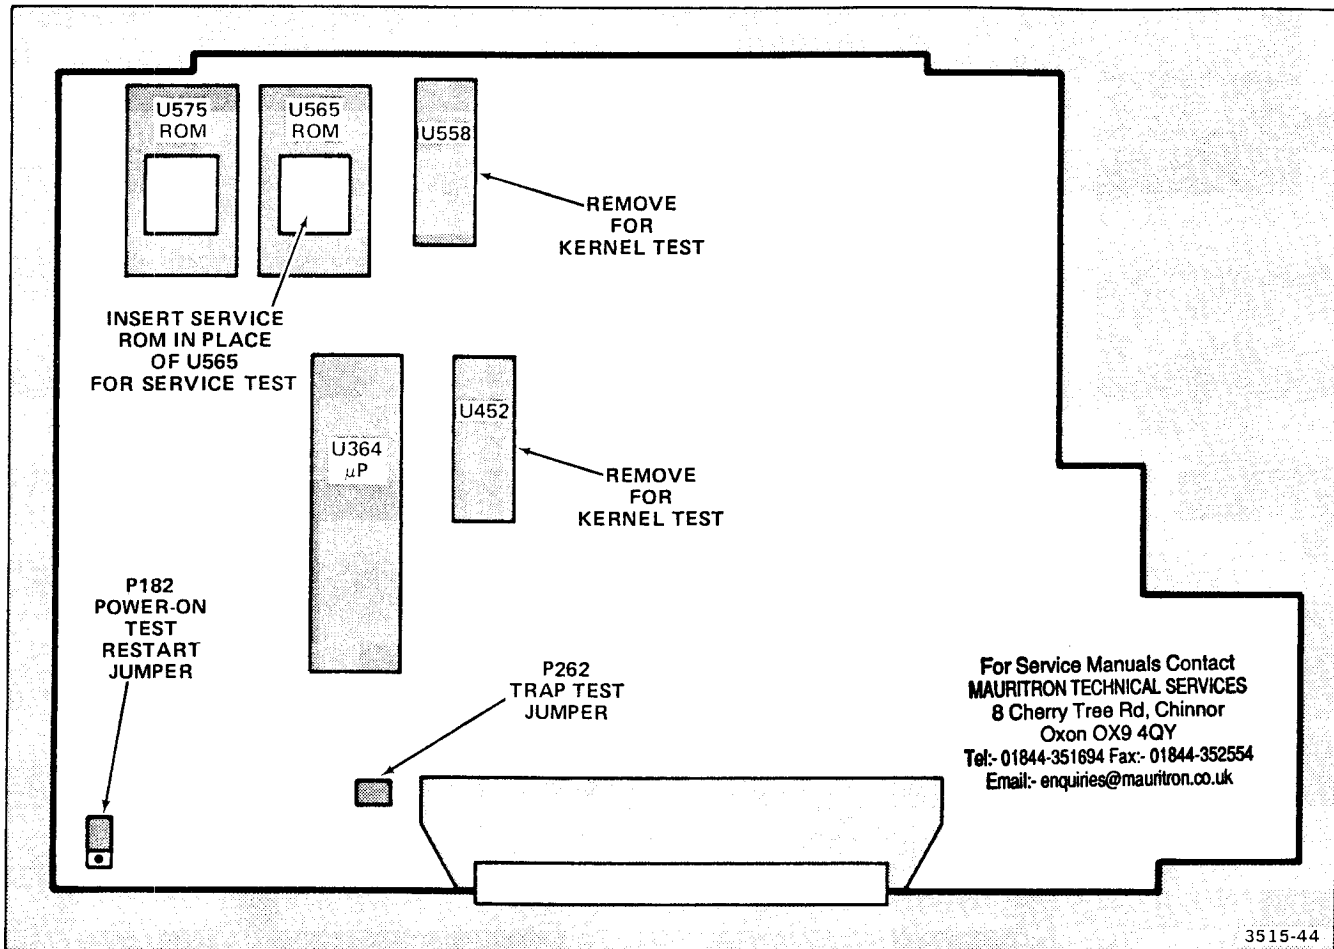 U575
ROM
U565
ROM
U558
REMOVE
FOR
KERNEL TEST
INSERT SERVICE
ROM IN PLACE
OF U565
FOR SERVICE TEST
U364
μP
U452
REMOVE
FOR
KERNEL TEST
P182
POWER-ON
TEST
RESTART
JUMPER
P262
TRAP TEST
JUMPER
For Service Manuals Contact
MAURITRON TECHNICAL SERVICES
8 Cherry Tree Rd, Chinnor
Oxon OX9 4QY
Tel:- 01844-351694 Fax:- 01844-352554
Email:- enquiries@mauritron.co.uk
3515-44